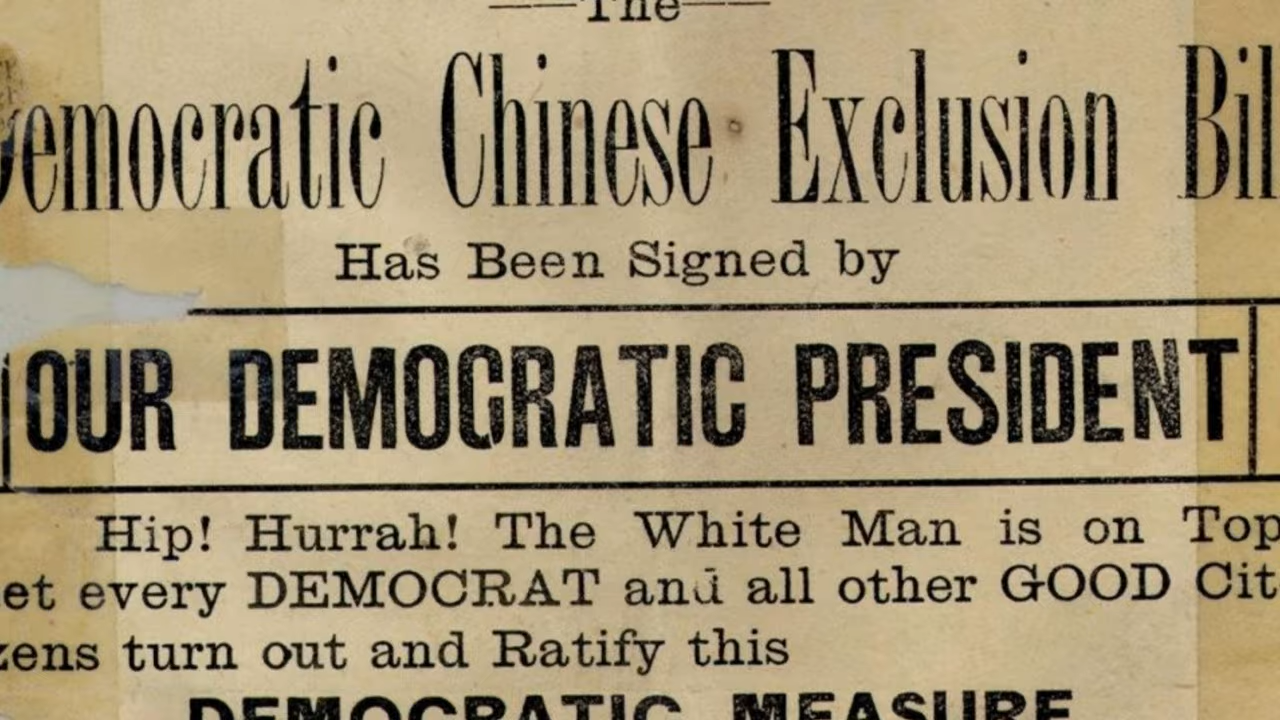 The
Democratic Chinese Exclusion Bil
Has Been Signed by
OUR DEMOCRATIC PRESIDENT
Hip! Hurrah! The White Man is on Top
et every DEMOCRAT and all other GOOD Cit
zens turn out and Ratify this
DEMOCRATIC MEASURE